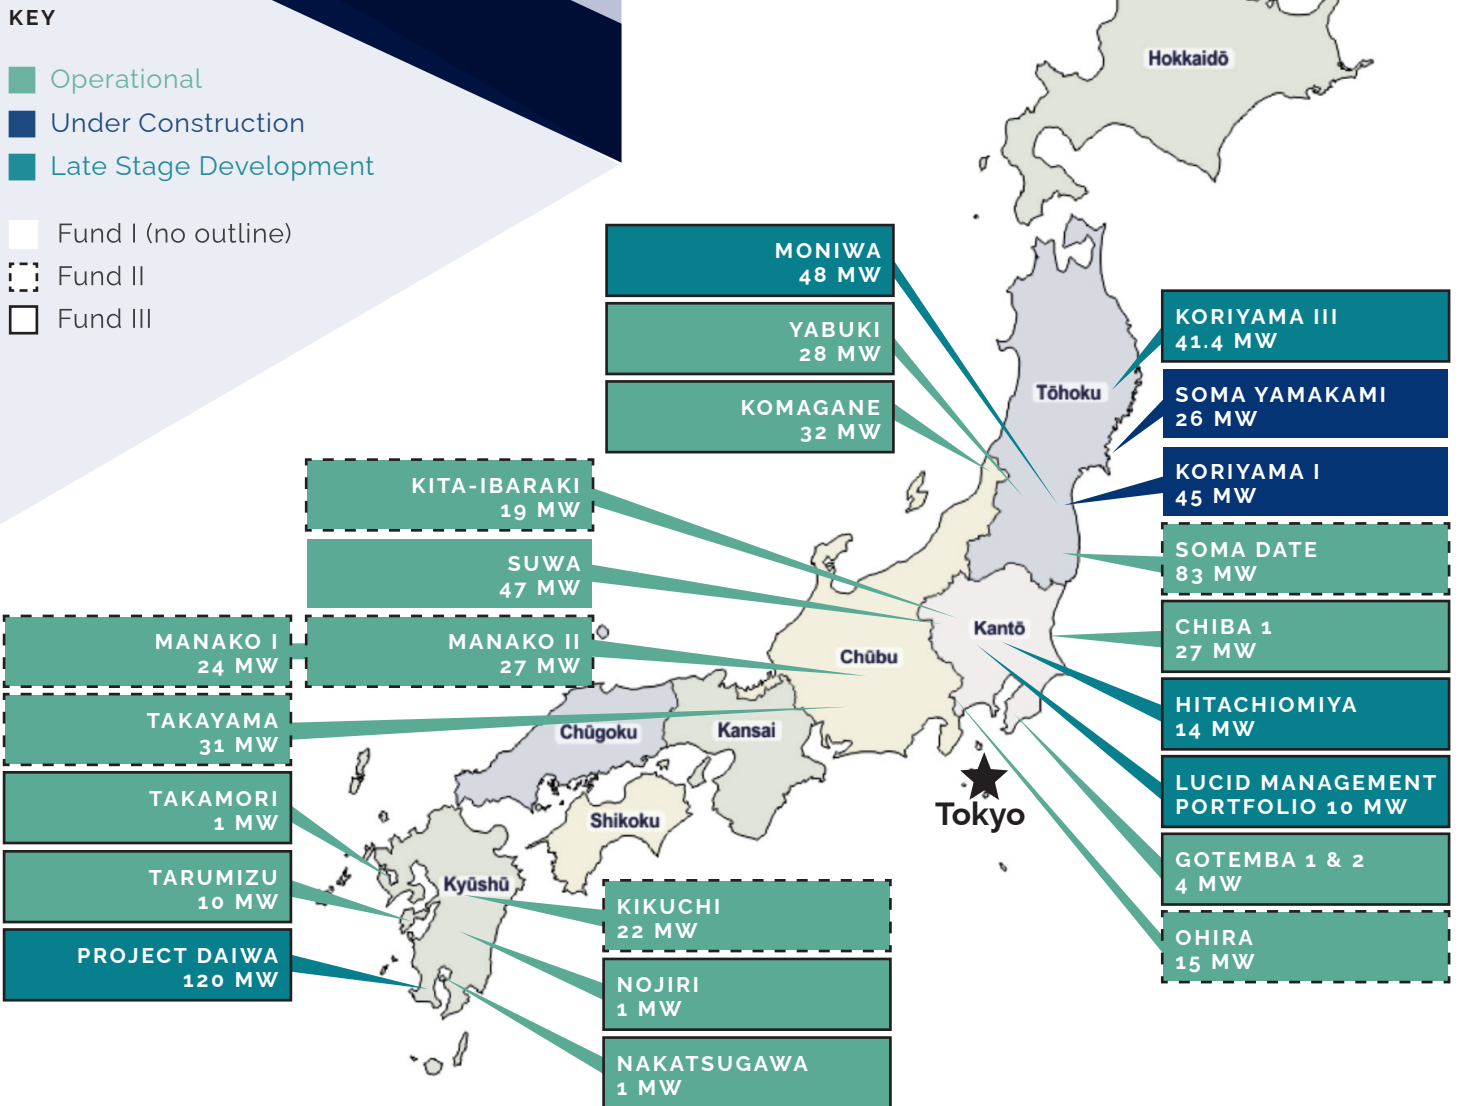 KEY
Operational
Under Construction
Late Stage Development
Fund I (no outline)
Fund II
Fund III
Hokkaidō
Tōhoku
Kantō
Chūbu
Kansai
Chūgoku
Shikoku
Kyūshū
Tokyo
MONIWA
48 MW
YABUKI
28 MW
KOMAGANE
32 MW
KITA-IBARAKI
19 MW
SUWA
47 MW
MANAKO I
24 MW
MANAKO II
27 MW
TAKAYAMA
31 MW
TAKAMORI
1 MW
TARUMIZU
10 MW
PROJECT DAIWA
120 MW
KIKUCHI
22 MW
NOJIRI
1 MW
NAKATSUGAWA
1 MW
KORIYAMA III
41.4 MW
SOMA YAMAKAMI
26 MW
KORIYAMA I
45 MW
SOMA DATE
83 MW
CHIBA 1
27 MW
HITACHIOMIYA
14 MW
LUCID MANAGEMENT
PORTFOLIO 10 MW
GOTEMBA 1 & 2
4 MW
OHIRA
15 MW